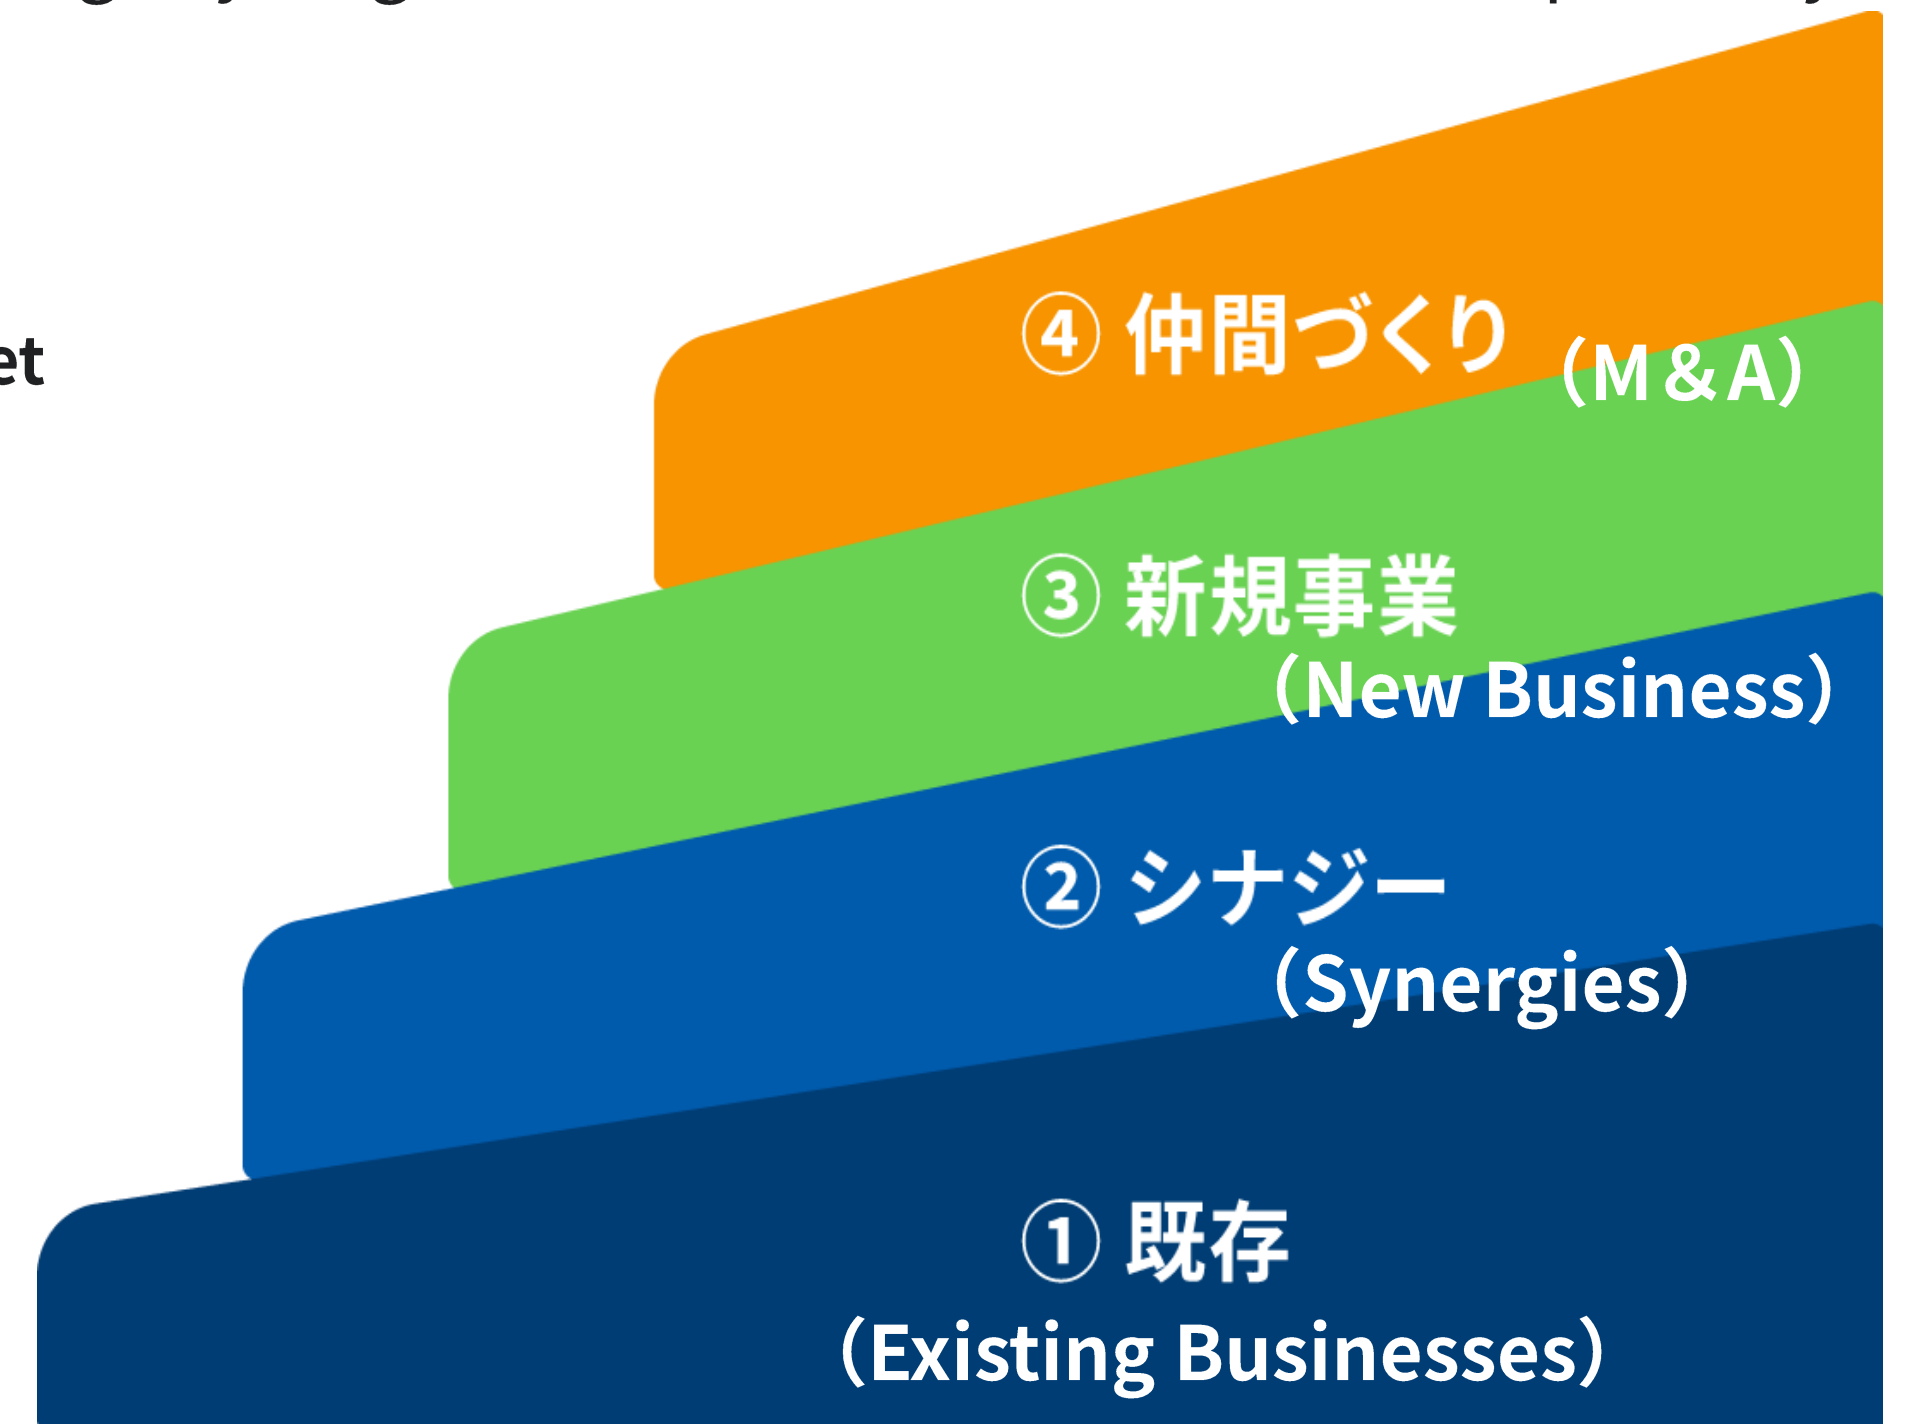 ④ 仲間づくり
（M＆A）
③ 新規事業
（New Business）
② シナジー
（Synergies）
① 既存
（Existing Businesses）